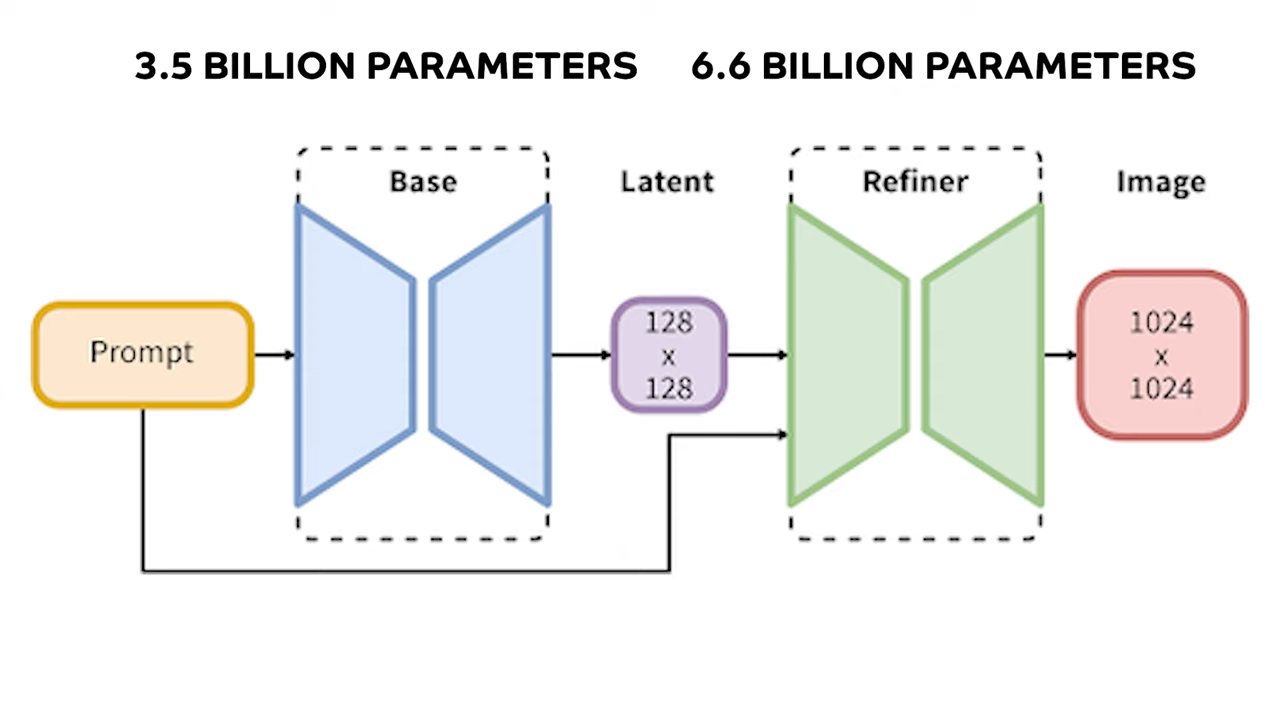 3.5 BILLION PARAMETERS
6.6 BILLION PARAMETERS
Base
Latent
Refiner
Image
Prompt
128
x
128
1024
x
1024